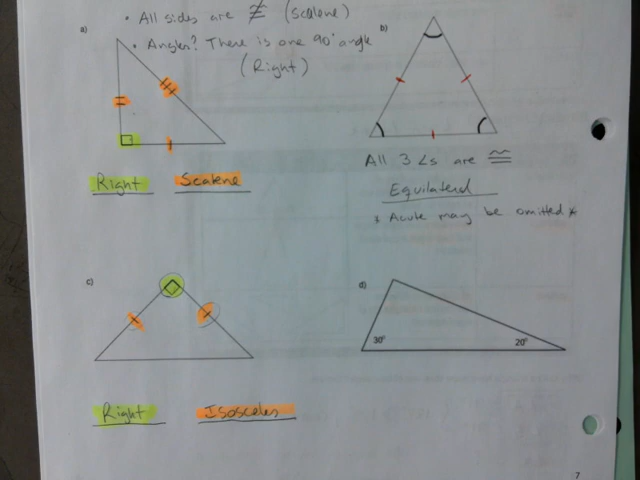 • All sides are ≇ (Scalene)
a)
• Angles? There is one 90° angle
(Right)
b)
Right Scalene
All 3 ∠s are ≅
Equilateral
* Acute may be omitted *
c)
d)
30°
20°
Right Isosceles
7